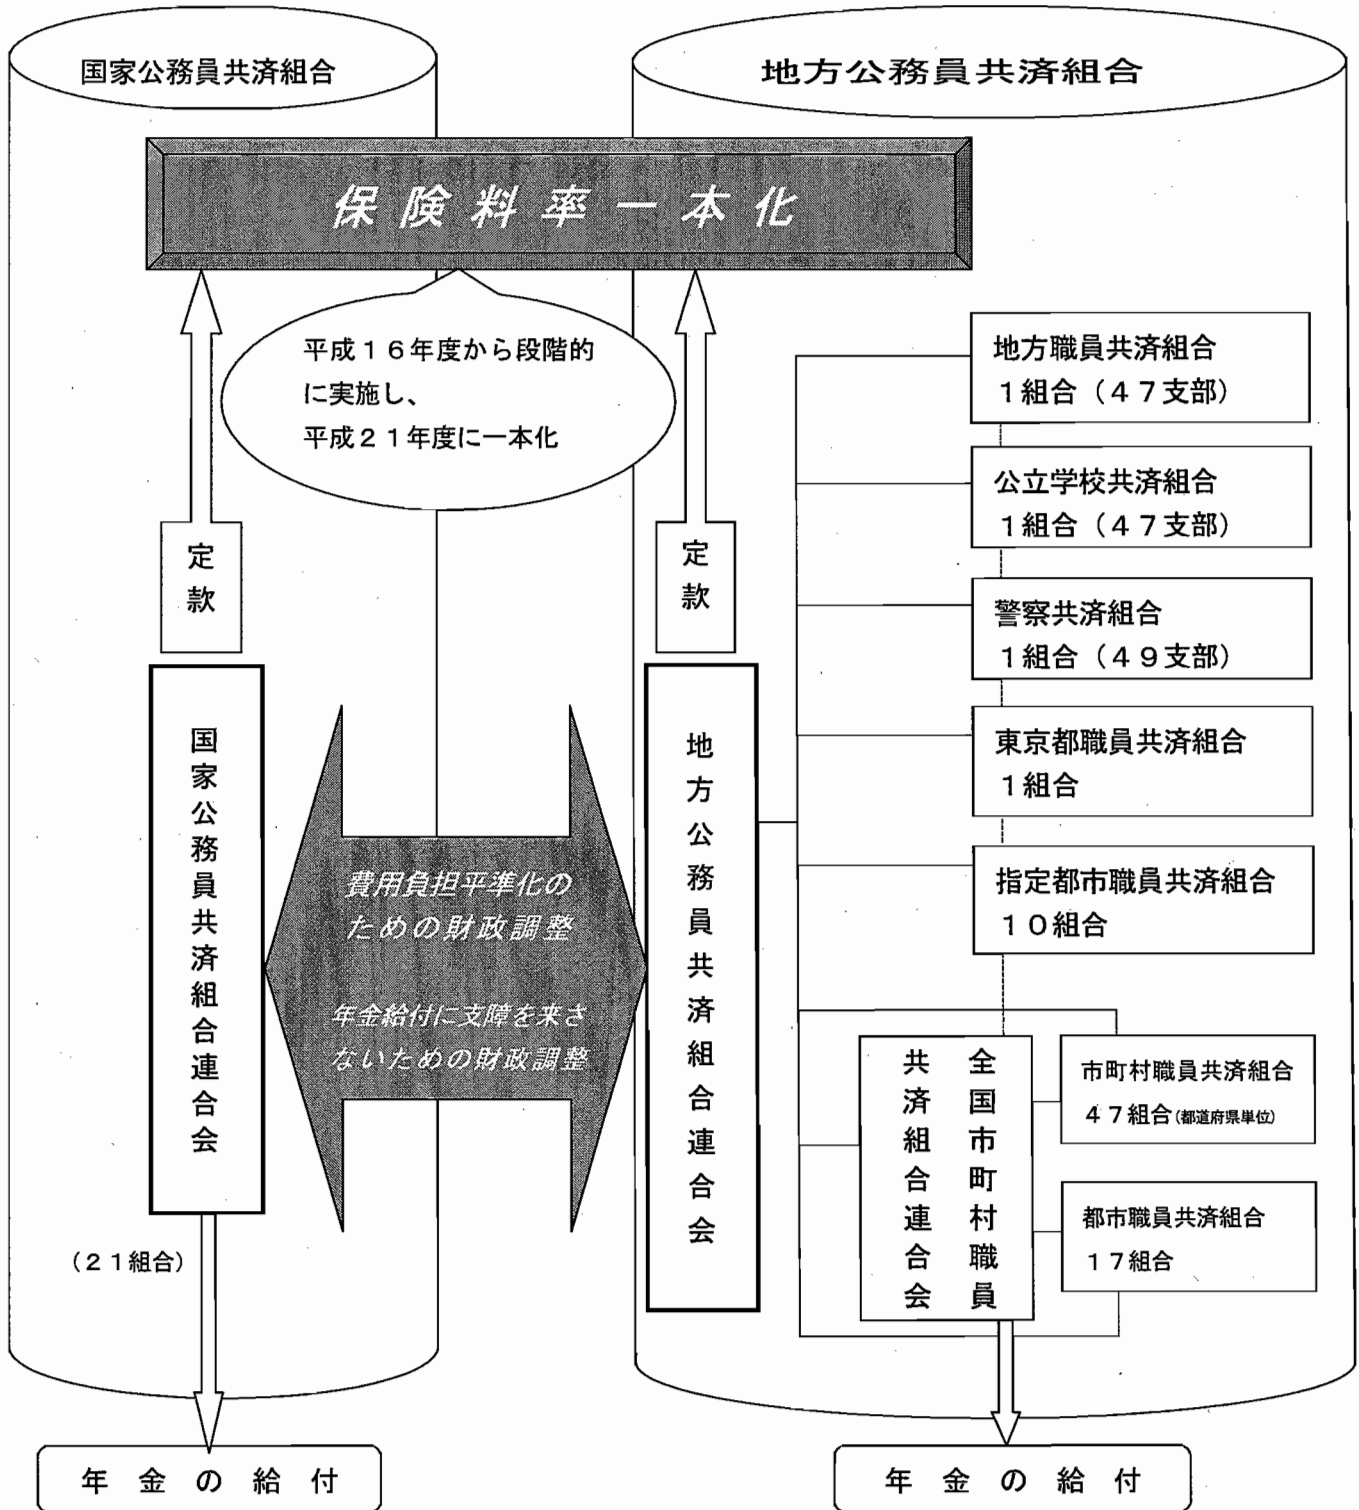 国家公務員共済組合
地方公務員共済組合
保険料率一本化
平成１６年度から段階的
に実施し、
平成２１年度に一本化
定款
定款
地方職員共済組合
１組合（４７支部）
公立学校共済組合
１組合（４７支部）
警察共済組合
１組合（４９支部）
東京都職員共済組合
１組合
指定都市職員共済組合
１０組合
国家公務員共済組合連合会
費用負担平準化の
ための財政調整
年金給付に支障を来さ
ないための財政調整
地方公務員共済組合連合会
全国市町村職員
共済組合連合会
市町村職員共済組合
４７組合(都道府県単位)
都市職員共済組合
１７組合
（２１組合）
年金の給付
年金の給付